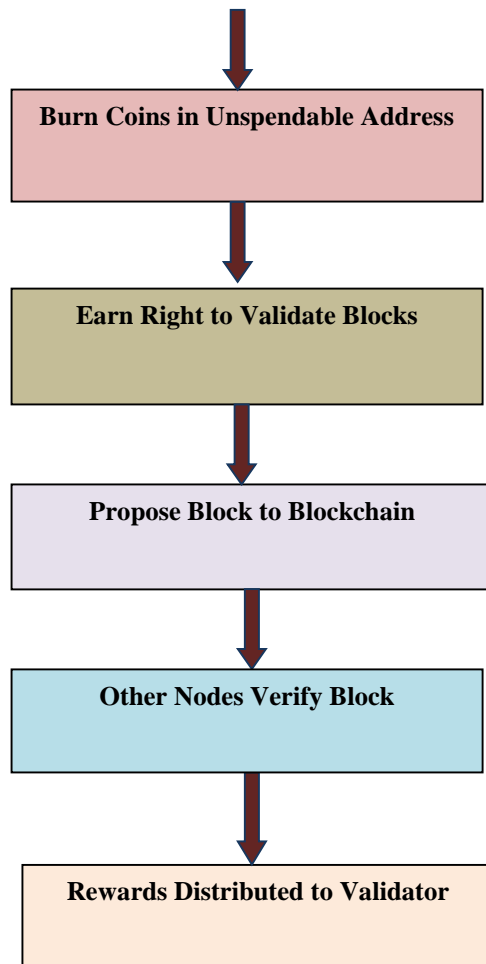 Burn Coins in Unspendable Address
Earn Right to Validate Blocks
Propose Block to Blockchain
Other Nodes Verify Block
Rewards Distributed to Validator